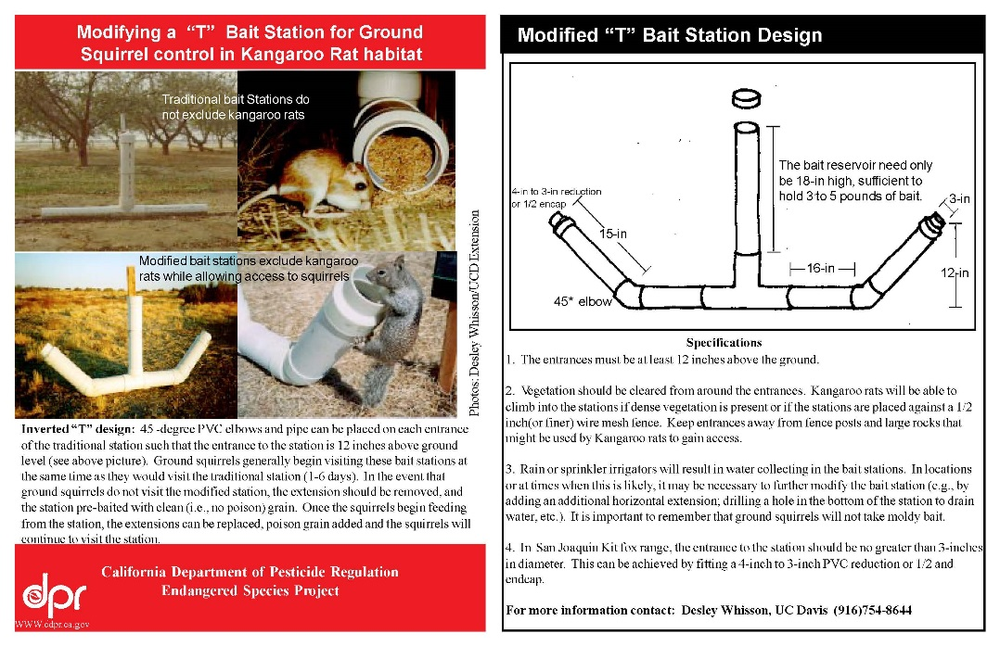 Modifying a “T” Bait Station for Ground
Squirrel control in Kangaroo Rat habitat
Traditional bait Stations do
not exclude kangaroo rats
Modified bait stations exclude kangaroo
rats while allowing access to squirrels
Photos: Desley Whisson/UCD Extension
Inverted “T” design: 45 -degree PVC elbows and pipe can be placed on each entrance
of the traditional station such that the entrance to the station is 12 inches above ground
level (see above picture). Ground squirrels generally begin visiting these bait stations at
the same time as they would visit the traditional station (1-6 days). In the event that
ground squirrels do not visit the modified station, the extension should be removed, and
the station pre-baited with clean (i.e., no poison) grain. Once the squirrels begin feeding
from the station, the extensions can be replaced, poison grain added and the squirrels will
continue to visit the station.
California Department of Pesticide Regulation
Endangered Species Project
dpr
WWW.cdpr.ca.gov
Modified “T” Bait Station Design
The bait reservoir need only
be 18-in high, sufficient to
hold 3 to 5 pounds of bait.
4-in to 3-in reduction
or 1/2 encap
3-in
15-in
16-in
12-in
45* elbow
Specifications
1. The entrances must be at least 12 inches above the ground.
2. Vegetation should be cleared from around the entrances. Kangaroo rats will be able to
climb into the stations if dense vegetation is present or if the stations are placed against a 1/2
inch(or finer) wire mesh fence. Keep entrances away from fence posts and large rocks that
might be used by Kangaroo rats to gain access.
3. Rain or sprinkler irrigators will result in water collecting in the bait stations. In locations
or at times when this is likely, it may be necessary to further modify the bait station (e.g., by
adding an additional horizontal extension; drilling a hole in the bottom of the station to drain
water, etc.). It is important to remember that ground squirrels will not take moldy bait.
4. In San Joaquin Kit fox range, the entrance to the station should be no greater than 3-inches
in diameter. This can be achieved by fitting a 4-inch to 3-inch PVC reduction or 1/2 and
endcap.
For more information contact: Desley Whisson, UC Davis (916)754-8644